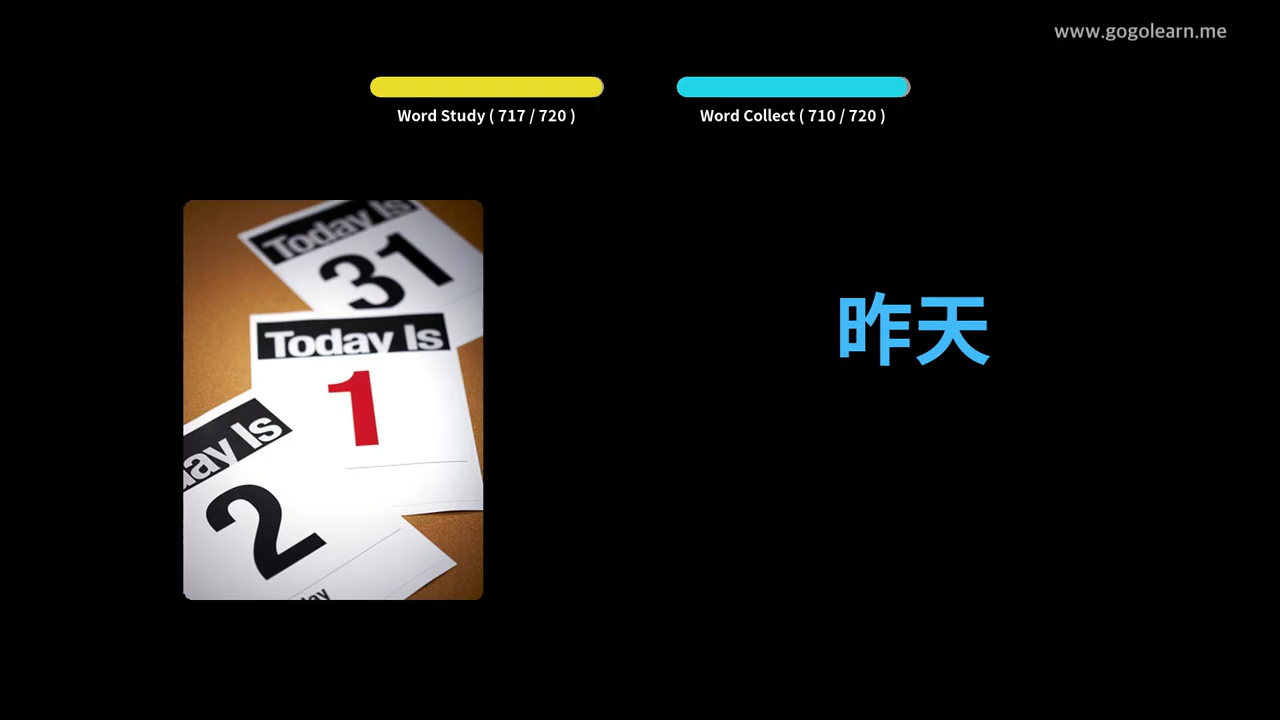 www.gogolearn.me
Word Study ( 717 / 720 )
Word Collect ( 710 / 720 )
Today Is
31
Today Is
1
ay Is
2
昨天